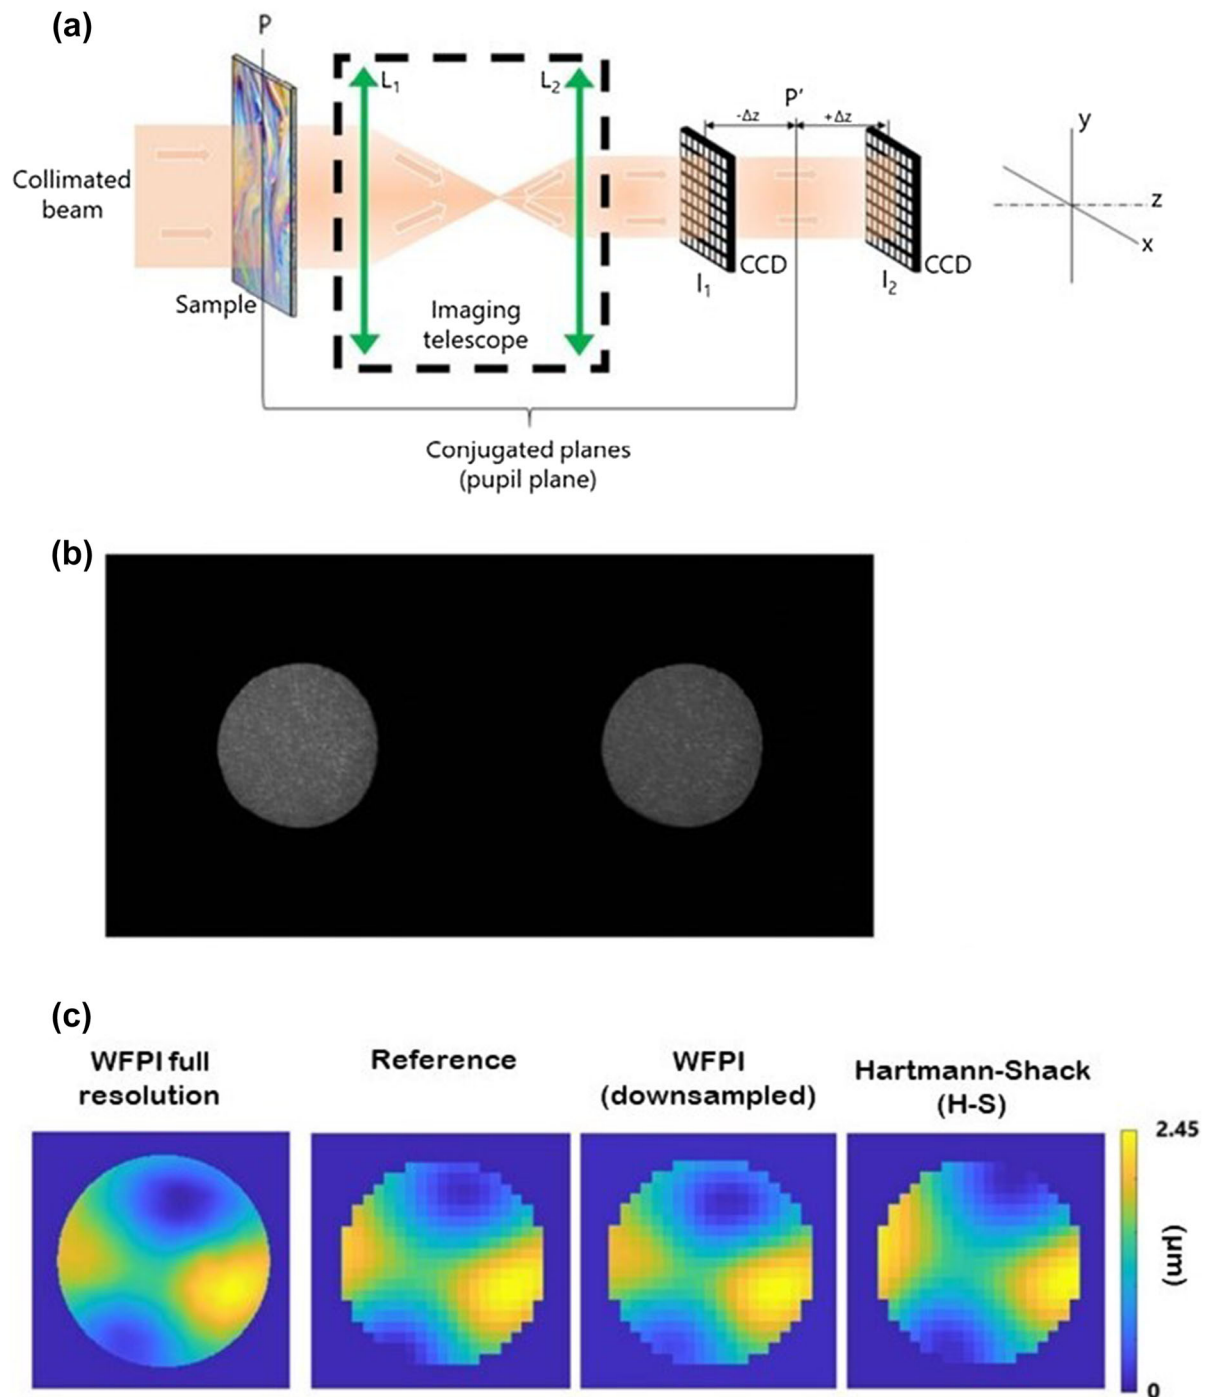 (a)
P
L1
L2
P’
-Δz
+Δz
y
z
x
Collimated
beam
Sample
Imaging
telescope
CCD
I1
CCD
I2
Conjugated planes
(pupil plane)
(b)
(c)
WFPI full
resolution
Reference
WFPI
(downsampled)
Hartmann-Shack
(H-S)
2.45
(µm)
0